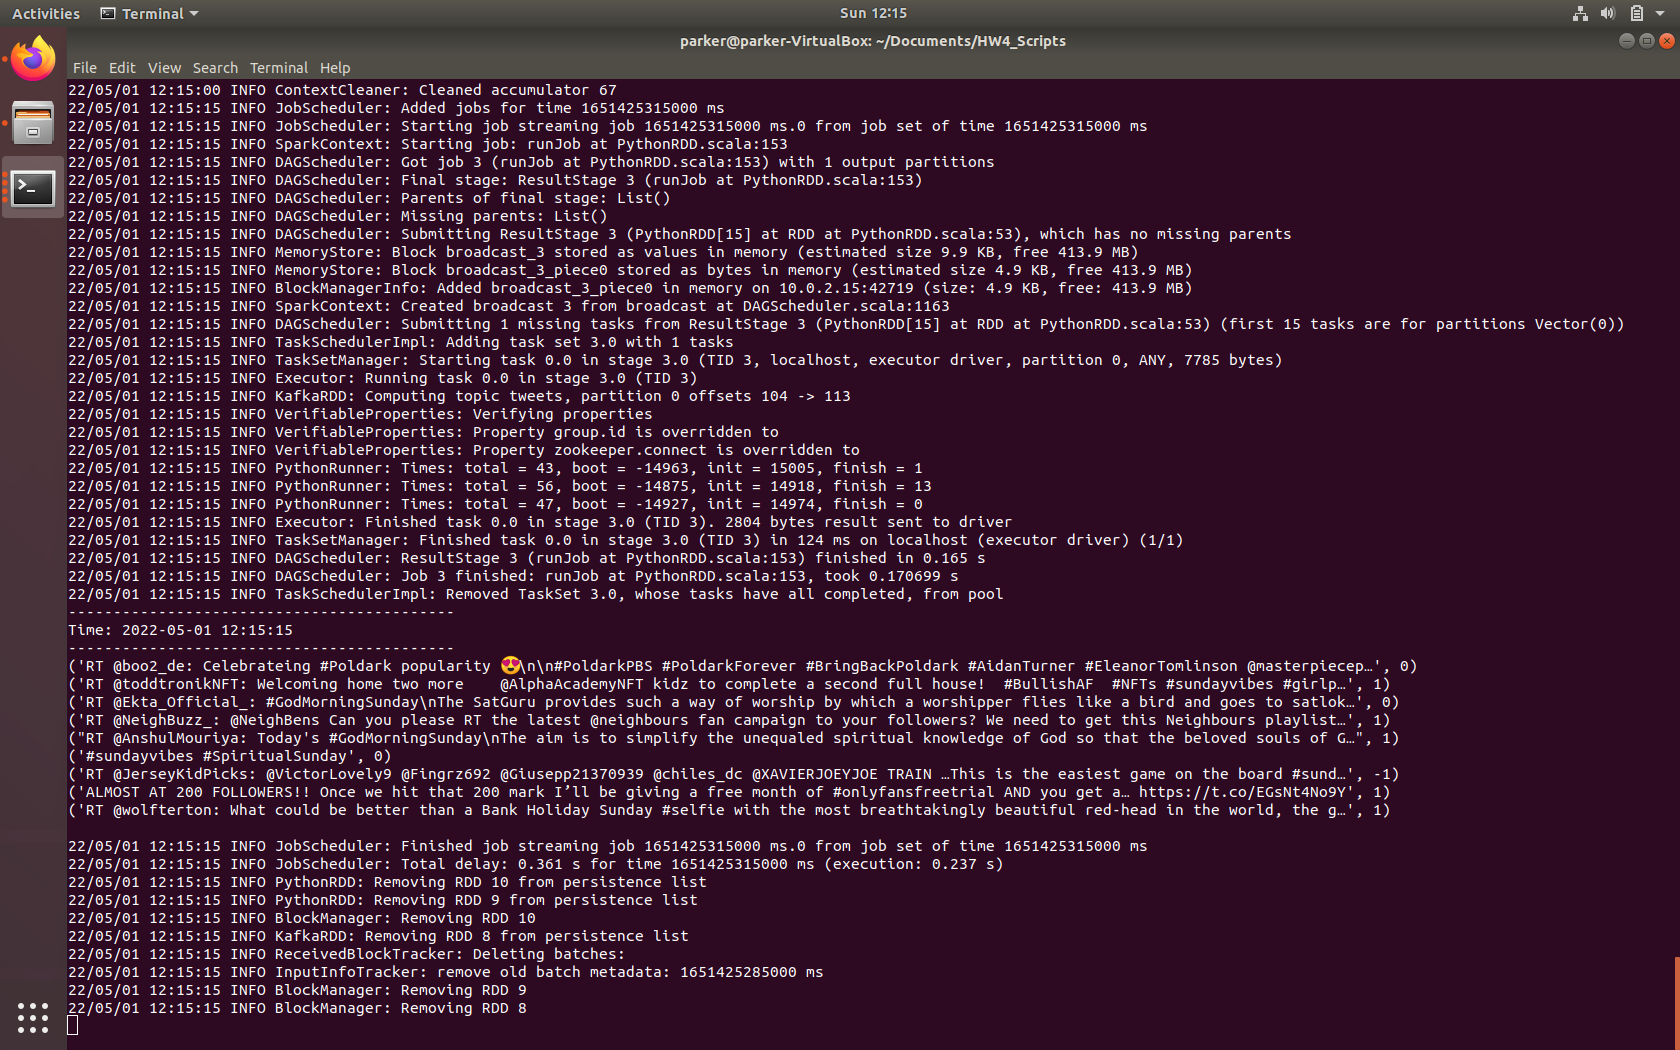 Activities Terminal Sun 12:15
parker@parker-VirtualBox: ~/Documents/HW4_Scripts
File Edit View Search Terminal Help
22/05/01 12:15:00 INFO ContextCleaner: Cleaned accumulator 67
22/05/01 12:15:15 INFO JobScheduler: Added jobs for time 1651425315000 ms
22/05/01 12:15:15 INFO JobScheduler: Starting job streaming job 1651425315000 ms.0 from job set of time 1651425315000 ms
22/05/01 12:15:15 INFO SparkContext: Starting job: runJob at PythonRDD.scala:153
22/05/01 12:15:15 INFO DAGScheduler: Got job 3 (runJob at PythonRDD.scala:153) with 1 output partitions
22/05/01 12:15:15 INFO DAGScheduler: Final stage: ResultStage 3 (runJob at PythonRDD.scala:153)
22/05/01 12:15:15 INFO DAGScheduler: Parents of final stage: List()
22/05/01 12:15:15 INFO DAGScheduler: Missing parents: List()
22/05/01 12:15:15 INFO DAGScheduler: Submitting ResultStage 3 (PythonRDD[15] at RDD at PythonRDD.scala:53), which has no missing parents
22/05/01 12:15:15 INFO MemoryStore: Block broadcast_3 stored as values in memory (estimated size 9.9 KB, free 413.9 MB)
22/05/01 12:15:15 INFO MemoryStore: Block broadcast_3_piece0 stored as bytes in memory (estimated size 4.9 KB, free 413.9 MB)
22/05/01 12:15:15 INFO BlockManagerInfo: Added broadcast_3_piece0 in memory on 10.0.2.15:42719 (size: 4.9 KB, free: 413.9 MB)
22/05/01 12:15:15 INFO SparkContext: Created broadcast 3 from broadcast at DAGScheduler.scala:1163
22/05/01 12:15:15 INFO DAGScheduler: Submitting 1 missing tasks from ResultStage 3 (PythonRDD[15] at RDD at PythonRDD.scala:53) (first 15 tasks are for partitions Vector(0))
22/05/01 12:15:15 INFO TaskSchedulerImpl: Adding task set 3.0 with 1 tasks
22/05/01 12:15:15 INFO TaskSetManager: Starting task 0.0 in stage 3.0 (TID 3, localhost, executor driver, partition 0, ANY, 7785 bytes)
22/05/01 12:15:15 INFO Executor: Running task 0.0 in stage 3.0 (TID 3)
22/05/01 12:15:15 INFO KafkaRDD: Computing topic tweets, partition 0 offsets 104 -> 113
22/05/01 12:15:15 INFO VerifiableProperties: Verifying properties
22/05/01 12:15:15 INFO VerifiableProperties: Property group.id is overridden to
22/05/01 12:15:15 INFO VerifiableProperties: Property zookeeper.connect is overridden to
22/05/01 12:15:15 INFO PythonRunner: Times: total = 43, boot = -14963, init = 15005, finish = 1
22/05/01 12:15:15 INFO PythonRunner: Times: total = 56, boot = -14875, init = 14918, finish = 13
22/05/01 12:15:15 INFO PythonRunner: Times: total = 47, boot = -14927, init = 14974, finish = 0
22/05/01 12:15:15 INFO Executor: Finished task 0.0 in stage 3.0 (TID 3). 2804 bytes result sent to driver
22/05/01 12:15:15 INFO TaskSetManager: Finished task 0.0 in stage 3.0 (TID 3) in 124 ms on localhost (executor driver) (1/1)
22/05/01 12:15:15 INFO DAGScheduler: ResultStage 3 (runJob at PythonRDD.scala:153) finished in 0.165 s
22/05/01 12:15:15 INFO DAGScheduler: Job 3 finished: runJob at PythonRDD.scala:153, took 0.170699 s
22/05/01 12:15:15 INFO TaskSchedulerImpl: Removed TaskSet 3.0, whose tasks have all completed, from pool
-------------------------------------------
Time: 2022-05-01 12:15:15
-------------------------------------------
('RT @boo2_de: Celebrateing #Poldark popularity 😍\n\n#PoldarkPBS #PoldarkForever #BringBackPoldark #AidanTurner #EleanorTomlinson @masterpiecep…', 0)
('RT @toddtronikNFT: Welcoming home two more @AlphaAcademyNFT kidz to complete a second full house! #BullishAF #NFTs #sundayvibes #girlp…', 1)
('RT @Ekta_Official_: #GodMorningSunday\nThe SatGuru provides such a way of worship by which a worshipper flies like a bird and goes to satlok…', 0)
('RT @NeighBuzz_: @NeighBens Can you please RT the latest @neighbours fan campaign to your followers? We need to get this Neighbours playlist…', 1)
("RT @AnshulMouriya: Today's #GodMorningSunday\nThe aim is to simplify the unequaled spiritual knowledge of God so that the beloved souls of G…", 1)
('#sundayvibes #SpiritualSunday', 0)
('RT @JerseyKidPicks: @VictorLovely9 @Fingrz692 @Giusepp21370939 @chiles_dc @XAVIERJOEYJOE TRAIN …This is the easiest game on the board #sund…', -1)
('ALMOST AT 200 FOLLOWERS!! Once we hit that 200 mark I’ll be giving a free month of #onlyfansfreetrial AND you get a… https://t.co/EGsNt4No9Y', 1)
('RT @wolfterton: What could be better than a Bank Holiday Sunday #selfie with the most breathtakingly beautiful red-head in the world, the g…', 1)
22/05/01 12:15:15 INFO JobScheduler: Finished job streaming job 1651425315000 ms.0 from job set of time 1651425315000 ms
22/05/01 12:15:15 INFO JobScheduler: Total delay: 0.361 s for time 1651425315000 ms (execution: 0.237 s)
22/05/01 12:15:15 INFO PythonRDD: Removing RDD 10 from persistence list
22/05/01 12:15:15 INFO PythonRDD: Removing RDD 9 from persistence list
22/05/01 12:15:15 INFO BlockManager: Removing RDD 10
22/05/01 12:15:15 INFO KafkaRDD: Removing RDD 8 from persistence list
22/05/01 12:15:15 INFO ReceivedBlockTracker: Deleting batches:
22/05/01 12:15:15 INFO InputInfoTracker: remove old batch metadata: 1651425285000 ms
22/05/01 12:15:15 INFO BlockManager: Removing RDD 9
22/05/01 12:15:15 INFO BlockManager: Removing RDD 8